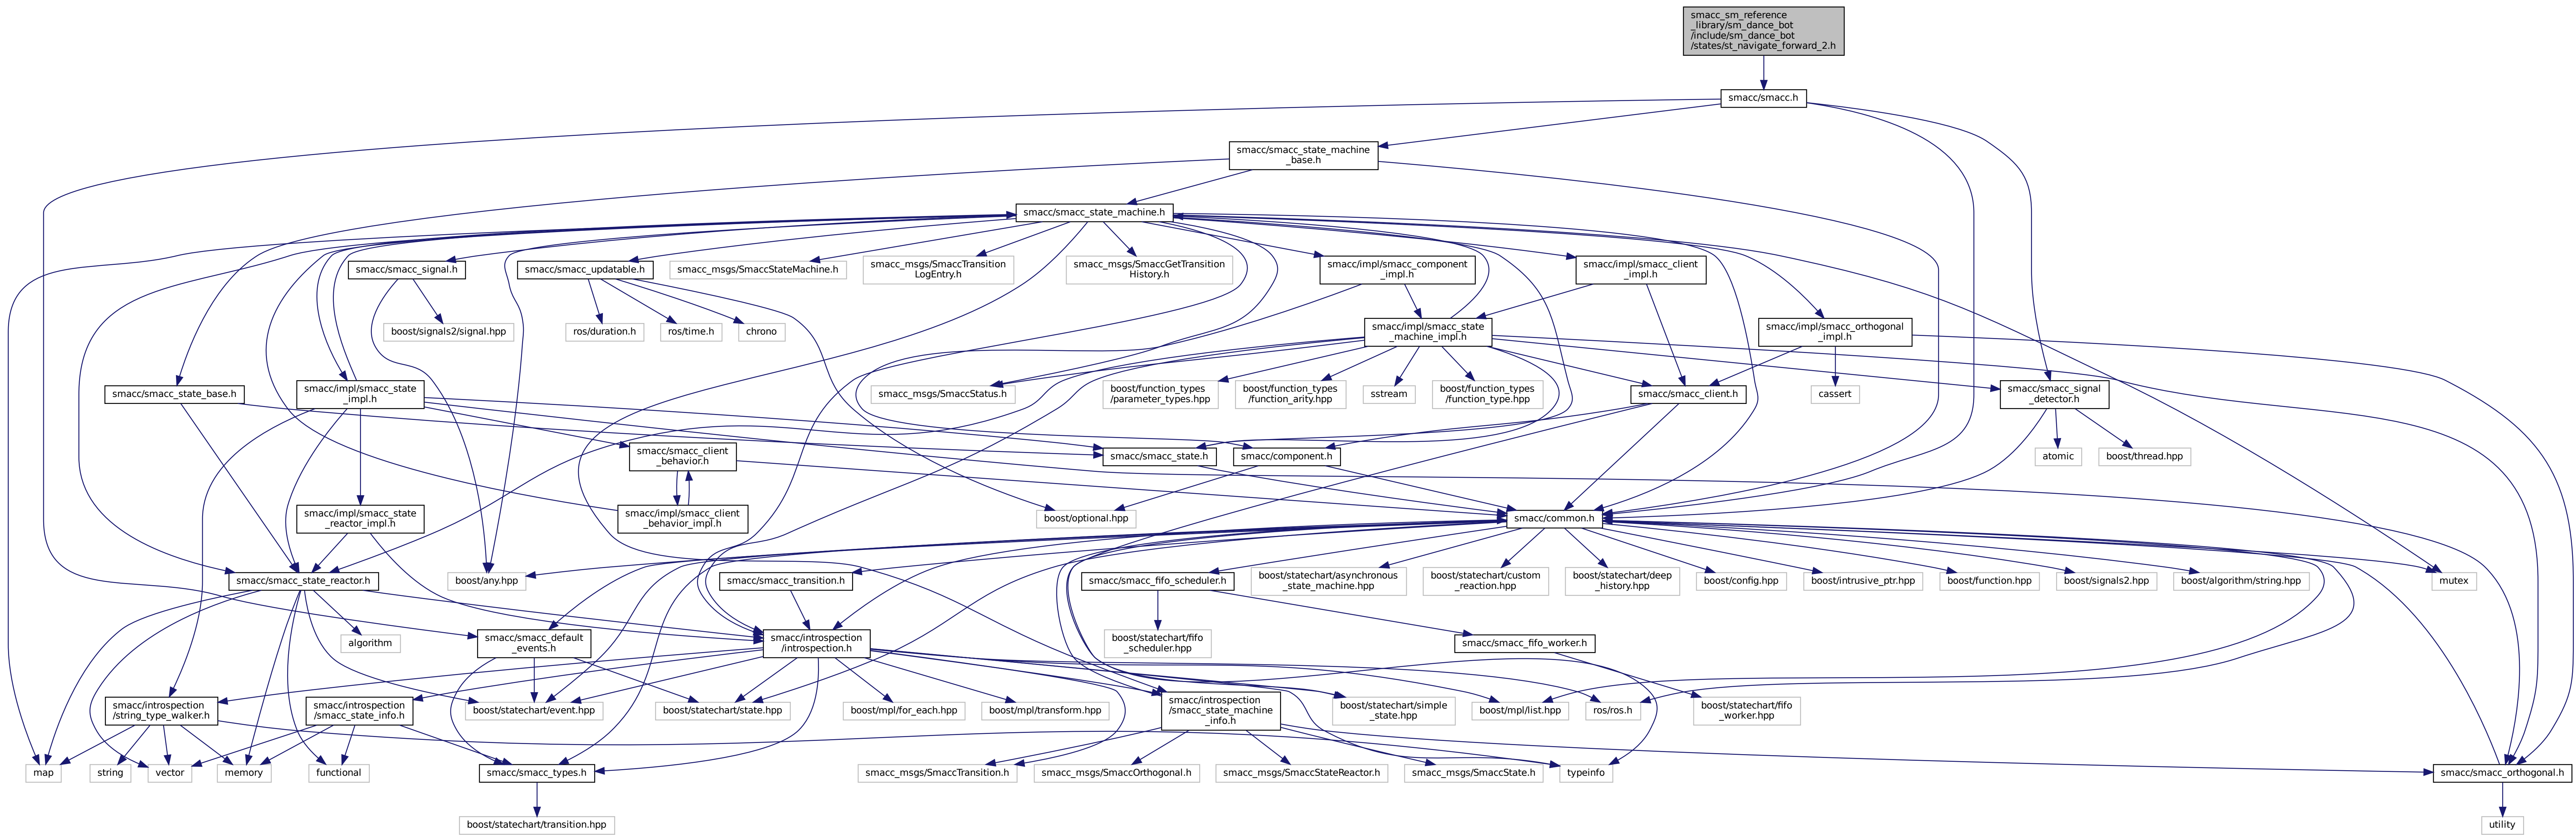 smacc_sm_reference
_library/sm_dance_bot
/include/sm_dance_bot
/states/st_navigate_forward_2.h
smacc/smacc.h
smacc/smacc_state_machine
_base.h
smacc/smacc_state_machine.h
smacc/smacc_signal.h
smacc/smacc_updatable.h
smacc_msgs/SmaccStateMachine.h
smacc_msgs/SmaccTransition
LogEntry.h
smacc_msgs/SmaccGetTransition
History.h
smacc/impl/smacc_component
_impl.h
smacc/impl/smacc_client
_impl.h
boost/signals2/signal.hpp
ros/duration.h
ros/time.h
chrono
smacc/impl/smacc_state
_machine_impl.h
smacc/impl/smacc_orthogonal
_impl.h
smacc/smacc_state_base.h
smacc/impl/smacc_state
_impl.h
smacc_msgs/SmaccStatus.h
boost/function_types
/parameter_types.hpp
boost/function_types
/function_arity.hpp
sstream
boost/function_types
/function_type.hpp
smacc/smacc_client.h
cassert
smacc/smacc_signal
_detector.h
smacc/smacc_client
_behavior.h
smacc/smacc_state.h
smacc/component.h
atomic
boost/thread.hpp
smacc/impl/smacc_state
_reactor_impl.h
smacc/impl/smacc_client
_behavior_impl.h
boost/optional.hpp
smacc/common.h
smacc/smacc_state_reactor.h
boost/any.hpp
smacc/smacc_transition.h
smacc/smacc_fifo_scheduler.h
boost/statechart/asynchronous
_state_machine.hpp
boost/statechart/custom
_reaction.hpp
boost/statechart/deep
_history.hpp
boost/config.hpp
boost/intrusive_ptr.hpp
boost/function.hpp
boost/signals2.hpp
boost/algorithm/string.hpp
mutex
algorithm
smacc/smacc_default
_events.h
smacc/introspection
/introspection.h
boost/statechart/fifo
_scheduler.hpp
smacc/smacc_fifo_worker.h
smacc/introspection
/string_type_walker.h
smacc/introspection
/smacc_state_info.h
boost/statechart/event.hpp
boost/statechart/state.hpp
boost/mpl/for_each.hpp
boost/mpl/transform.hpp
smacc/introspection
/smacc_state_machine
_info.h
boost/statechart/simple
_state.hpp
boost/mpl/list.hpp
ros/ros.h
boost/statechart/fifo
_worker.hpp
map
string
vector
memory
functional
smacc/smacc_types.h
smacc_msgs/SmaccTransition.h
smacc_msgs/SmaccOrthogonal.h
smacc_msgs/SmaccStateReactor.h
smacc_msgs/SmaccState.h
typeinfo
smacc/smacc_orthogonal.h
boost/statechart/transition.hpp
utility